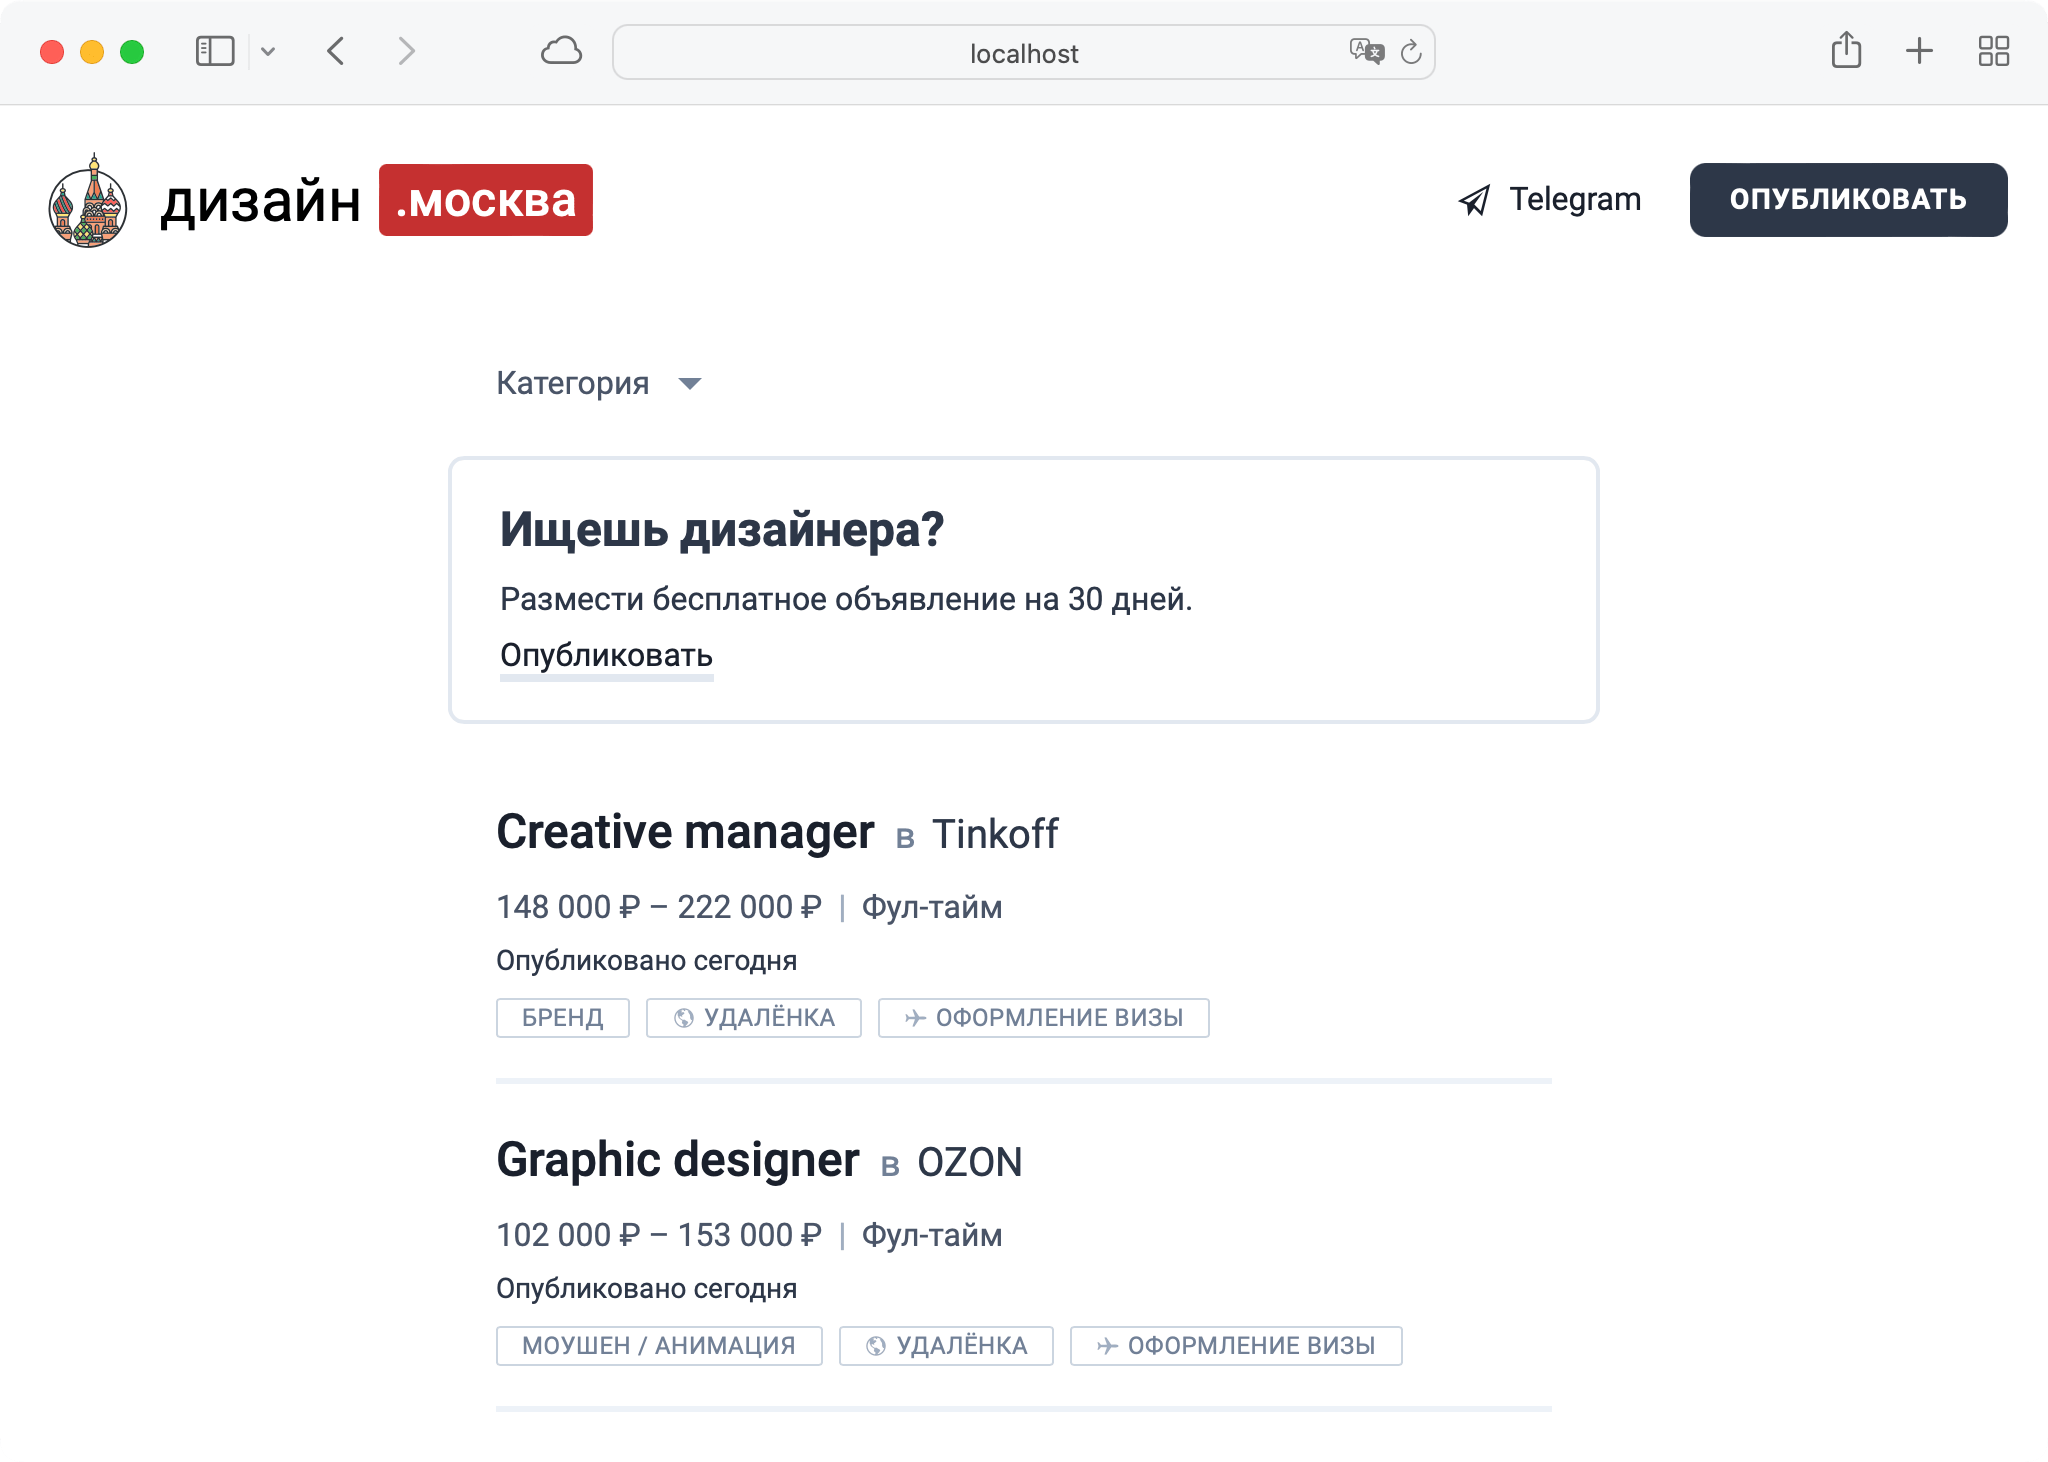 localhost
дизайн .москва
Telegram
ОПУБЛИКОВАТЬ
Категория
Ищешь дизайнера?
Размести бесплатное объявление на 30 дней.
Опубликовать
Creative manager в Tinkoff
148 000 ₽ – 222 000 ₽ | Фул-тайм
Опубликовано сегодня
БРЕНД УДАЛЁНКА ОФОРМЛЕНИЕ ВИЗЫ
Graphic designer в OZON
102 000 ₽ – 153 000 ₽ | Фул-тайм
Опубликовано сегодня
МОУШЕН / АНИМАЦИЯ УДАЛЁНКА ОФОРМЛЕНИЕ ВИЗЫ